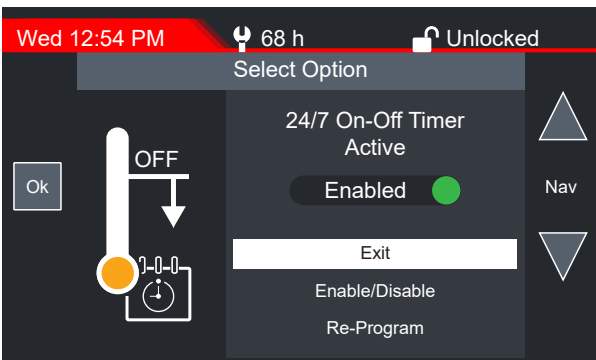 Wed 12:54 PM
68 h
Unlocked
Select Option
24/7 On-Off Timer
Active
OFF
Ok
Enabled
Nav
Exit
Enable/Disable
Re-Program